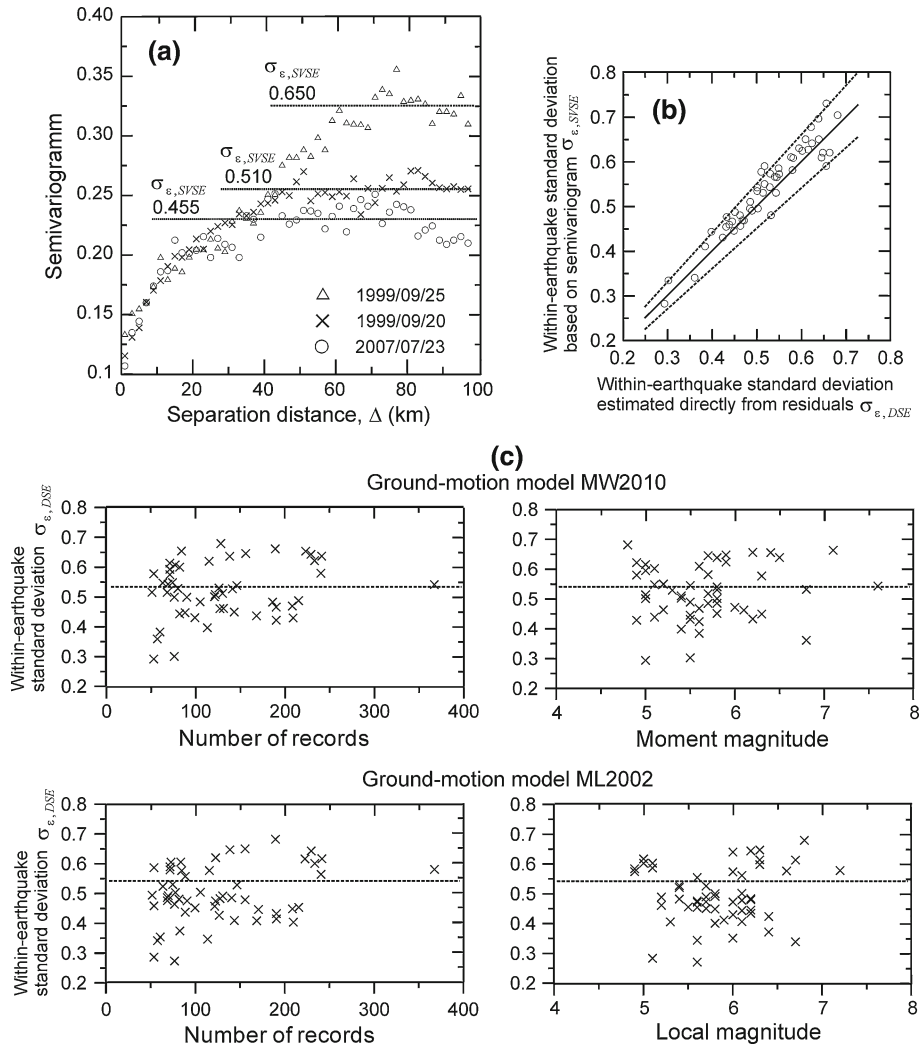 (a)
0.40
0.35
0.30
0.25
0.20
0.15
0.1
Semivariogramm
σε,SVSE
0.650
σε,SVSE
0.510
σε,SVSE
0.455
△ 1999/09/25
× 1999/09/20
○ 2007/07/23
0 20 40 60 80 100
Separation distance, Δ (km)
(b)
0.8
0.7
0.6
0.5
0.4
0.3
0.2
Within-earthquake standard deviation
based on semivariogram σε,SVSE
0.2 0.3 0.4 0.5 0.6 0.7 0.8
Within-earthquake standard deviation
estimated directly from residuals σε,DSE
(c)
Ground-motion model MW2010
Within-earthquake
standard deviation σε,DSE
0.8
0.7
0.6
0.5
0.4
0.3
0.2
0 100 200 300 400
Number of records
0.8
0.7
0.6
0.5
0.4
0.3
0.2
4 5 6 7 8
Moment magnitude
Ground-motion model ML2002
Within-earthquake
standard deviation σε,DSE
0.8
0.7
0.6
0.5
0.4
0.3
0.2
0 100 200 300 400
Number of records
0.8
0.7
0.6
0.5
0.4
0.3
0.2
4 5 6 7 8
Local magnitude